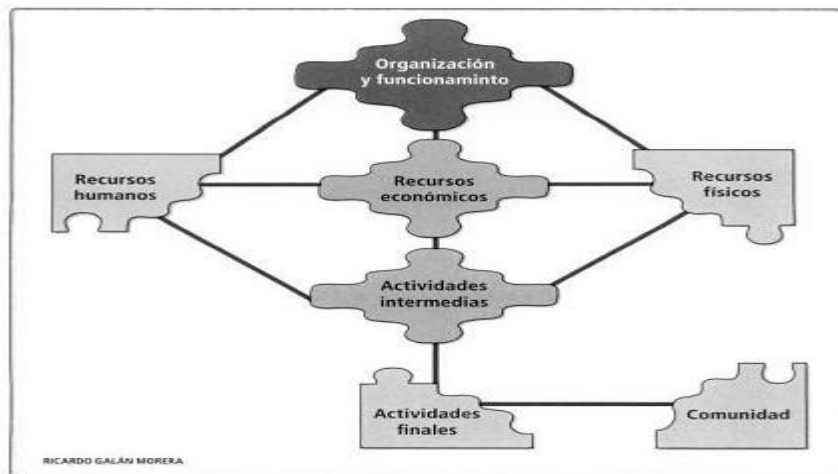 Organización
y funcionaminto
Recursos
humanos
Recursos
económicos
Recursos
físicos
Actividades
intermedias
Actividades
finales
Comunidad
RICARDO GALÁN MORERA